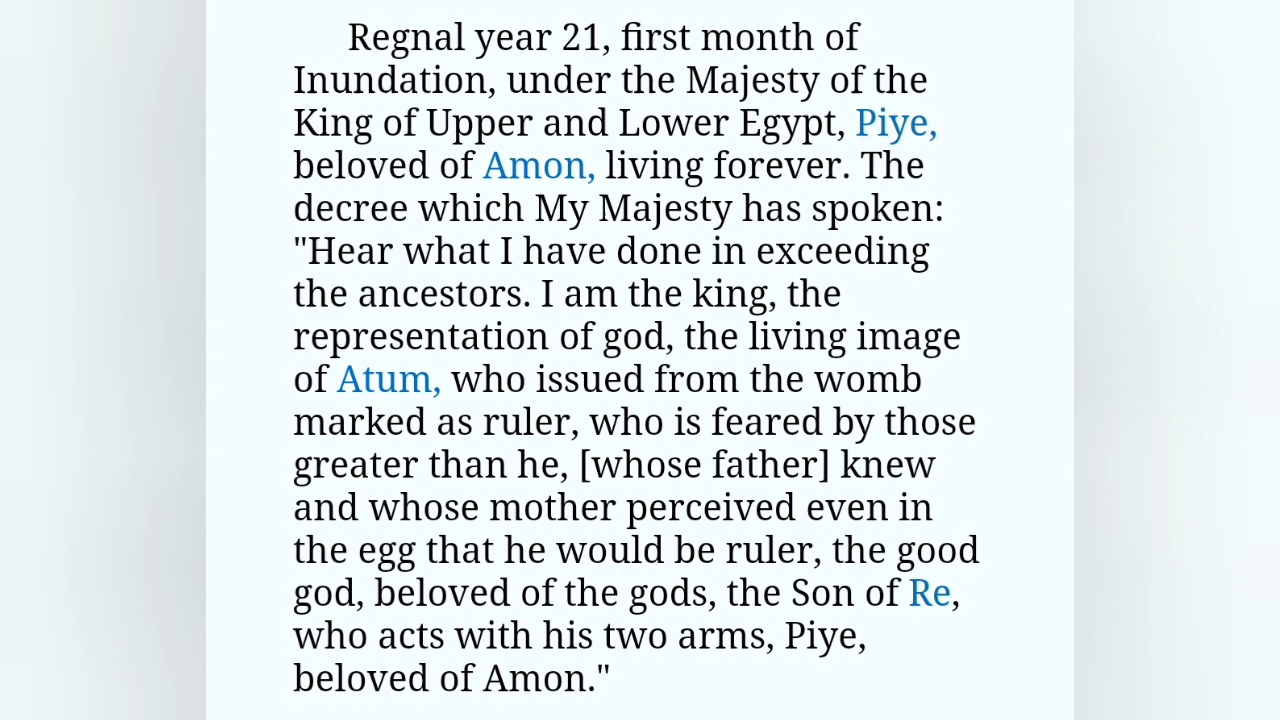 Regnal year 21, first month of
Inundation, under the Majesty of the
King of Upper and Lower Egypt, Piye,
beloved of Amon, living forever. The
decree which My Majesty has spoken:
"Hear what I have done in exceeding
the ancestors. I am the king, the
representation of god, the living image
of Atum, who issued from the womb
marked as ruler, who is feared by those
greater than he, [whose father] knew
and whose mother perceived even in
the egg that he would be ruler, the good
god, beloved of the gods, the Son of Re,
who acts with his two arms, Piye,
beloved of Amon."